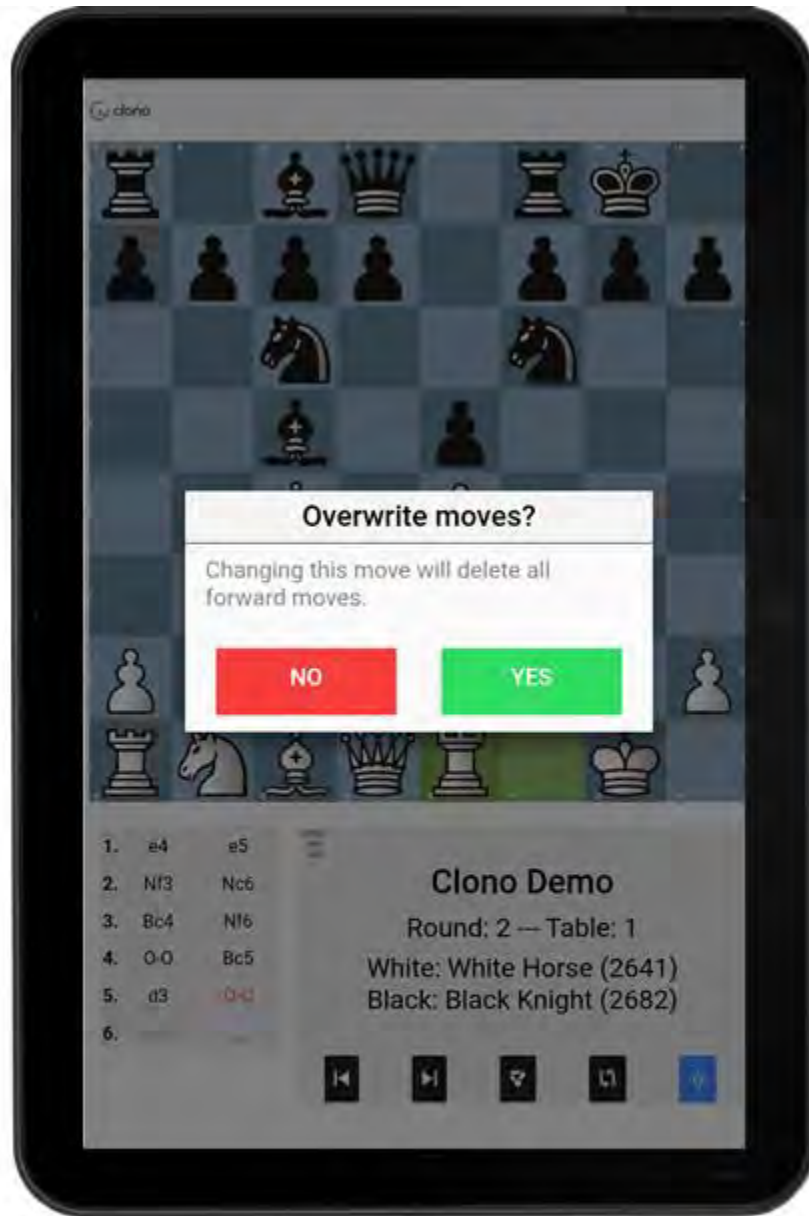 clono
Overwrite moves?
Changing this move will delete all
forward moves.
NO
YES
1. e4 e5
2. Nf3 Nc6
3. Bc4 Nf6
4. O-O Bc5
5. d3 O-O
6.
Clono Demo
Round: 2 --- Table: 1
White: White Horse (2641)
Black: Black Knight (2682)